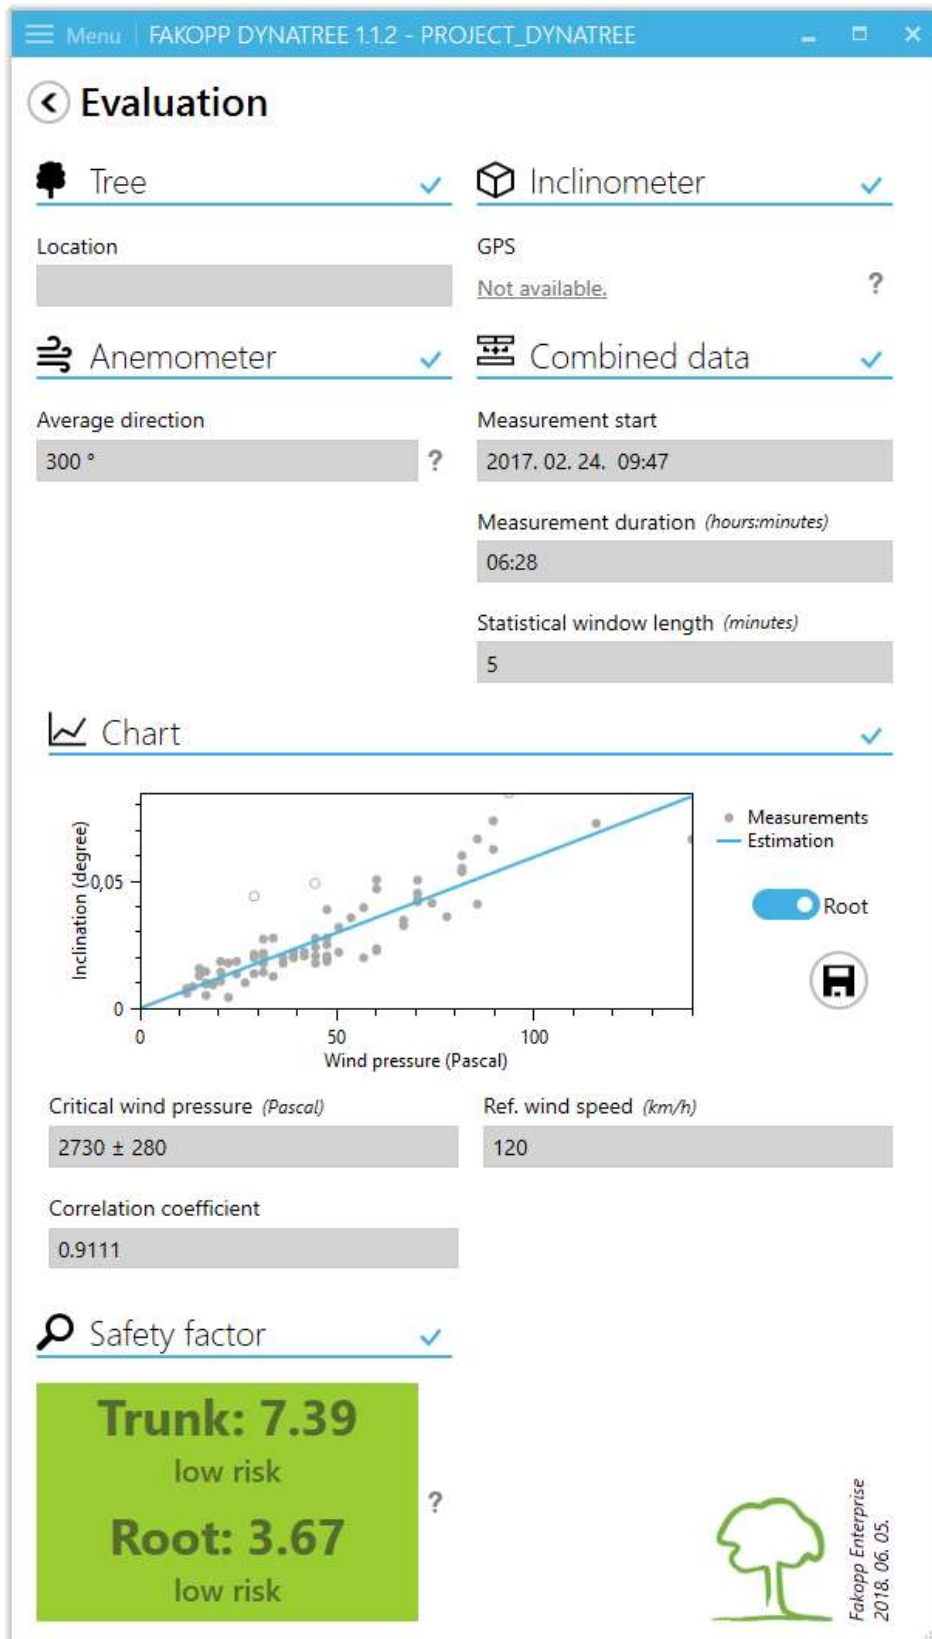 Menu FAKOPP DYNATREE 1.1.2 - PROJECT_DYNATREE
Evaluation
Tree
Location
Inclinometer
GPS
Not available.
?
Anemometer
Average direction
300 °
?
Combined data
Measurement start
2017. 02. 24. 09:47
Measurement duration (hours:minutes)
06:28
Statistical window length (minutes)
5
Chart
Inclination (degree)
0,05
0
0
50
100
Wind pressure (Pascal)
Measurements
Estimation
Root
Critical wind pressure (Pascal)
2730 ± 280
Ref. wind speed (km/h)
120
Correlation coefficient
0.9111
Safety factor
Trunk: 7.39
low risk
Root: 3.67
low risk
?
Fakopp Enterprise
2018. 06. 05.